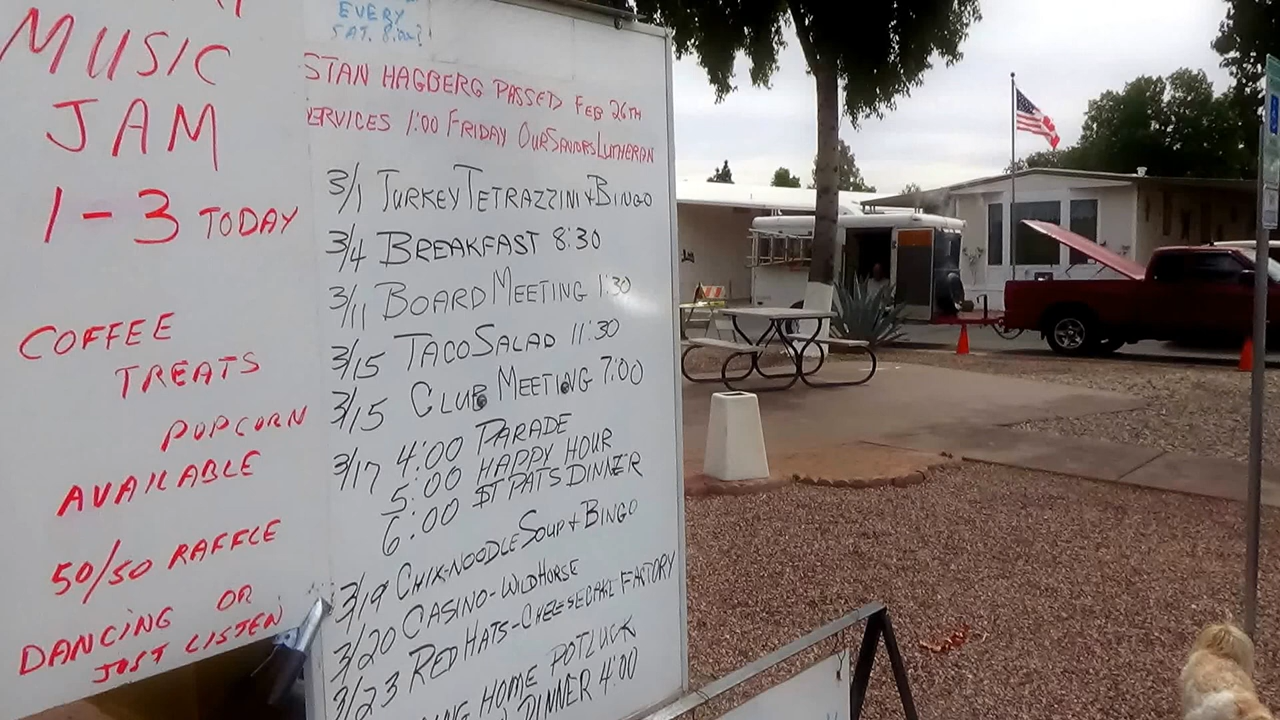 MUSIC
JAM
1-3 TODAY
COFFEE
TREATS
POPCORN
AVAILABLE
50/50 RAFFLE
DANCING OR
JUST LISTEN
EVERY
SAT. 8:00
STAN HAGBERG PASSED FEB 26TH
SERVICES 1:00 FRIDAY OURSAVIORSLUTHERAN
3/1 TURKEY TETRAZZINI & BINGO
3/4 BREAKFAST 8:30
3/11 BOARD MEETING 1:30
3/15 TACO SALAD 11:30
3/15 CLUB MEETING 7:00
3/17 4:00 PARADE
5:00 HAPPY HOUR
6:00 ST PATS DINNER
3/19 CHIX-NOODLE SOUP & BINGO
3/20 CASINO-WILDHORSE
3/23 RED HATS-CHEESECAKE FACTORY
HOME POTLUCK
DINNER 4:00